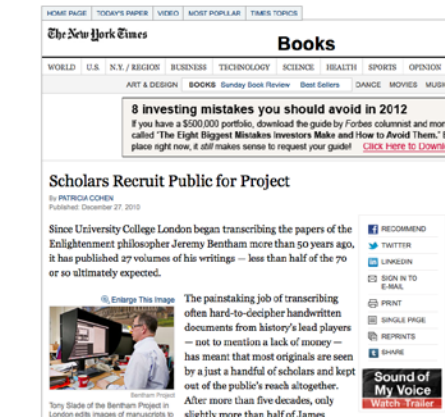 HOME PAGE TODAY'S PAPER VIDEO MOST POPULAR TIMES TOPICS
The New York Times
Books
WORLD U.S. N.Y. / REGION BUSINESS TECHNOLOGY SCIENCE HEALTH SPORTS OPINION
ART & DESIGN BOOKS Sunday Book Review Best Sellers DANCE MOVIES MUSI
8 investing mistakes you should avoid in 2012
If you have a $500,000 portfolio, download the guide by Forbes columnist and mon
called "The Eight Biggest Mistakes Investors Make and How to Avoid Them."
place right now, it still makes sense to request your guide! Click Here to Downl
Scholars Recruit Public for Project
By PATRICIA COHEN
Published: December 27, 2010
Since University College London began transcribing the papers of the
Enlightenment philosopher Jeremy Bentham more than 50 years ago,
it has published 27 volumes of his writings — less than half of the 70
or so ultimately expected.
Enlarge This Image
Bentham Project
Tony Slade of the Bentham Project in
London edits images of manuscripts to
The painstaking job of transcribing
often hard-to-decipher handwritten
documents from history's lead players
— not to mention a lack of money —
has meant that most originals are seen
by a just a handful of scholars and kept
out of the public's reach altogether.
After more than five decades, only
slightly more than half of James
RECOMMEND
TWITTER
LINKEDIN
SIGN IN TO
E-MAIL
PRINT
SINGLE PAGE
REPRINTS
SHARE
Sound of
My Voice
Watch Trailer